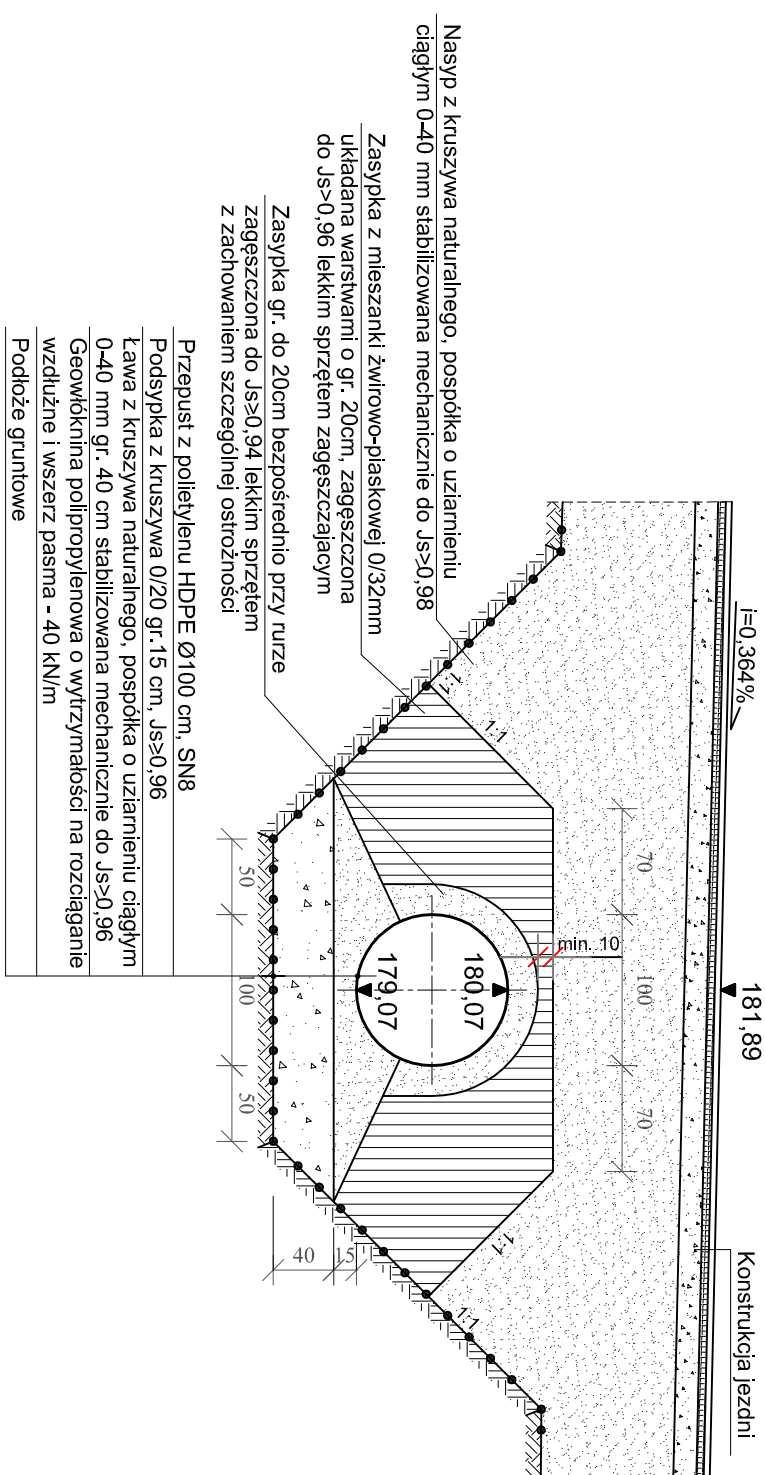 i=0,364%
181,89
Konstrukcja jezdni
Nasyp z kruszywa naturalnego, pospółka o uziarnieniu
ciągłym 0-40 mm stabilizowana mechanicznie do Js≥0,98
Zasypka z mieszanki żwirowo-piaskowej 0/32mm
układana warstwami o gr. 20cm, zagęszczona
do Js>0,96 lekkim sprzętem zagęszczajacym
Zasypka gr. do 20cm bezpośrednio przy rurze
zagęszczona do Js≥0,94 lekkim sprzętem
z zachowaniem szczególnej ostrożności
Przepust z polietylenu HDPE Ø100 cm, SN8
Podsypka z kruszywa 0/20 gr.15 cm, Js≥0,96
Ława z kruszywa naturalnego, pospółka o uziarnieniu ciągłym
0-40 mm gr. 40 cm stabilizowana mechanicznie do Js≥0,96
Geowłóknina polipropylenowa o wytrzymałości na rozciąganie
wzdłużne i wszerz pasma - 40 kN/m
Podłoże gruntowe
70
100
70
min. 10
1:1
1:1
1:1
1:1
180,07
179,07
50
100
50
40
15